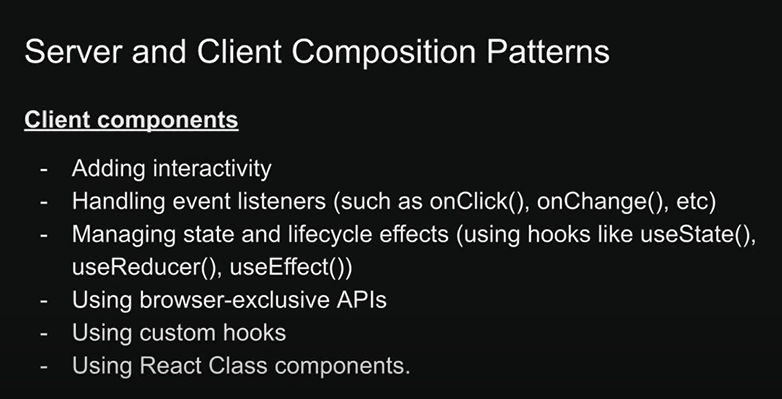 Server and Client Composition Patterns
Client components
- Adding interactivity
- Handling event listeners (such as onClick(), onChange(), etc)
- Managing state and lifecycle effects (using hooks like useState(),
useReducer(), useEffect())
- Using browser-exclusive APIs
- Using custom hooks
- Using React Class components.